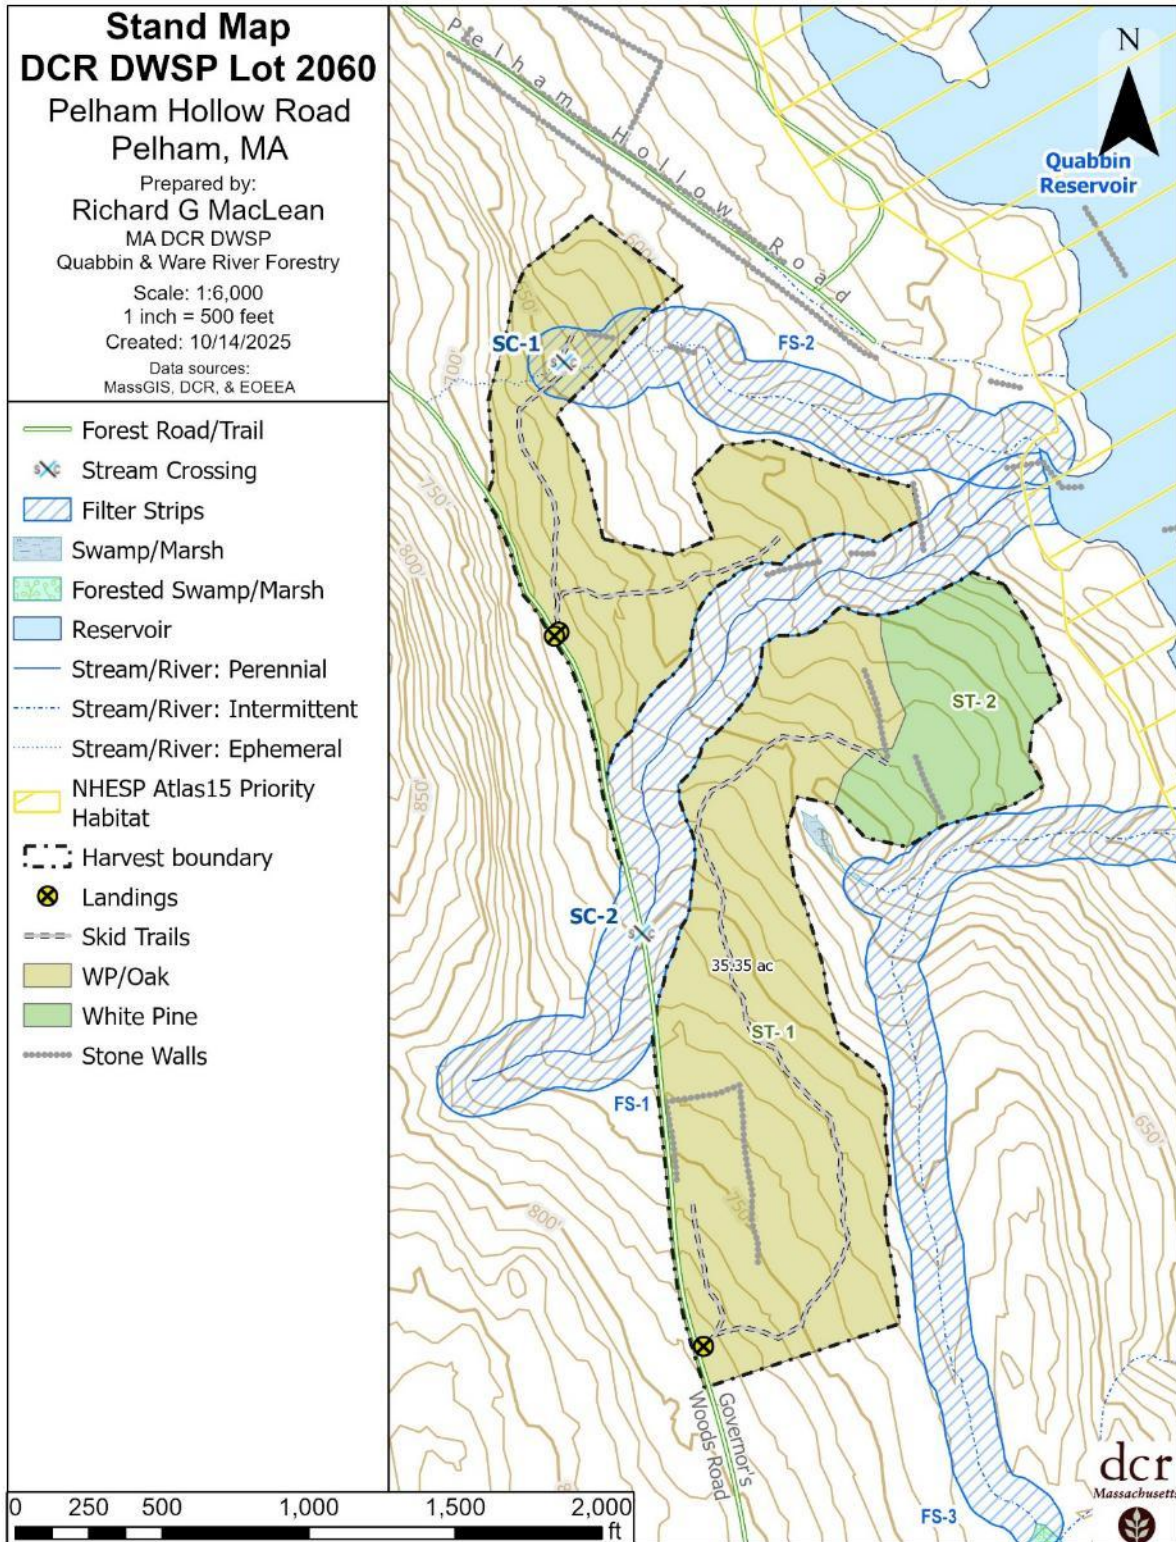 Stand Map
DCR DWSP Lot 2060
Pelham Hollow Road
Pelham, MA
Prepared by:
Richard G MacLean
MA DCR DWSP
Quabbin & Ware River Forestry
Scale: 1:6,000
1 inch = 500 feet
Created: 10/14/2025
Data sources:
MassGIS, DCR, & EOEEA
Forest Road/Trail
S C Stream Crossing
Filter Strips
Swamp/Marsh
Forested Swamp/Marsh
Reservoir
Stream/River: Perennial
Stream/River: Intermittent
Stream/River: Ephemeral
NHESP Atlas15 Priority
Habitat
Harvest boundary
Landings
Skid Trails
WP/Oak
White Pine
Stone Walls
0 250 500 1,000 1,500 2,000
ft
Pelham Hollow Road
N
Quabbin
Reservoir
600'
650'
SC-1
S C
FS-2
700'
750'
800'
850'
ST-2
SC-2
S C
35.35 ac
ST-1
FS-1
650'
750'
800'
Governor's
Woods Road
FS-3
dcr
Massachusetts